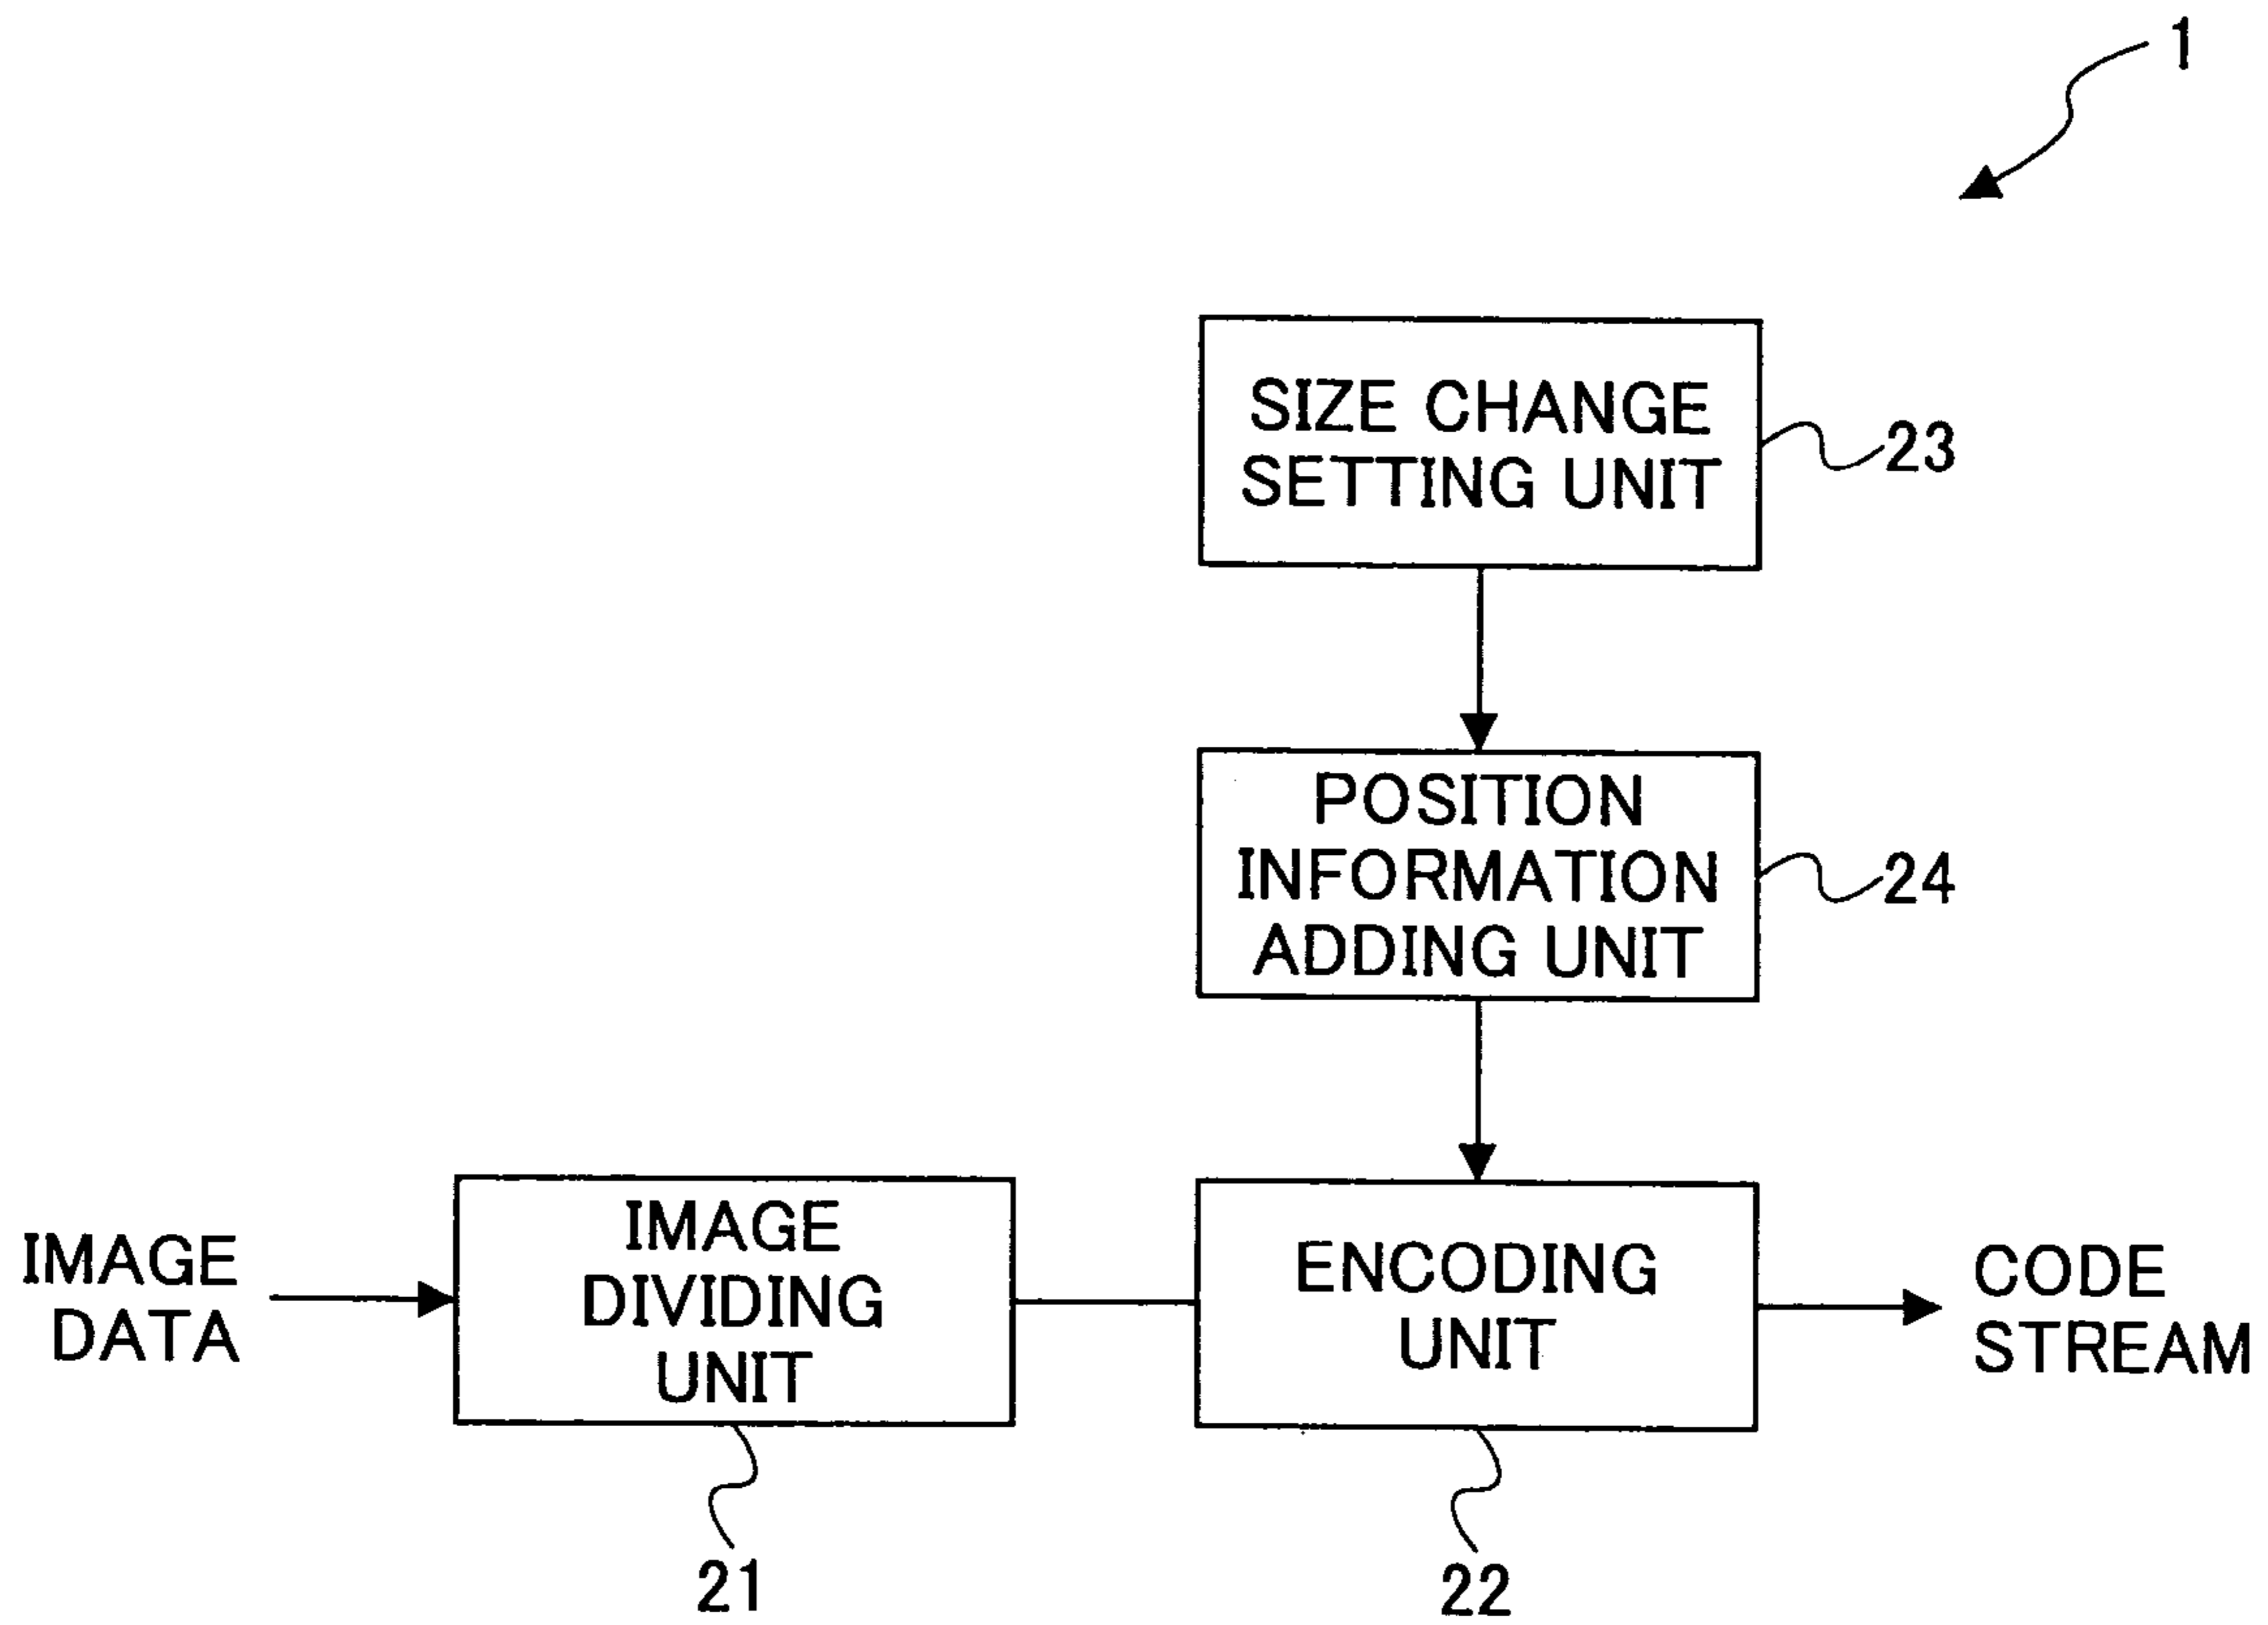 1
SIZE CHANGE
SETTING UNIT
23
POSITION
INFORMATION
ADDING UNIT
24
IMAGE
DATA
IMAGE
DIVIDING
UNIT
ENCODING
UNIT
CODE
STREAM
21
22